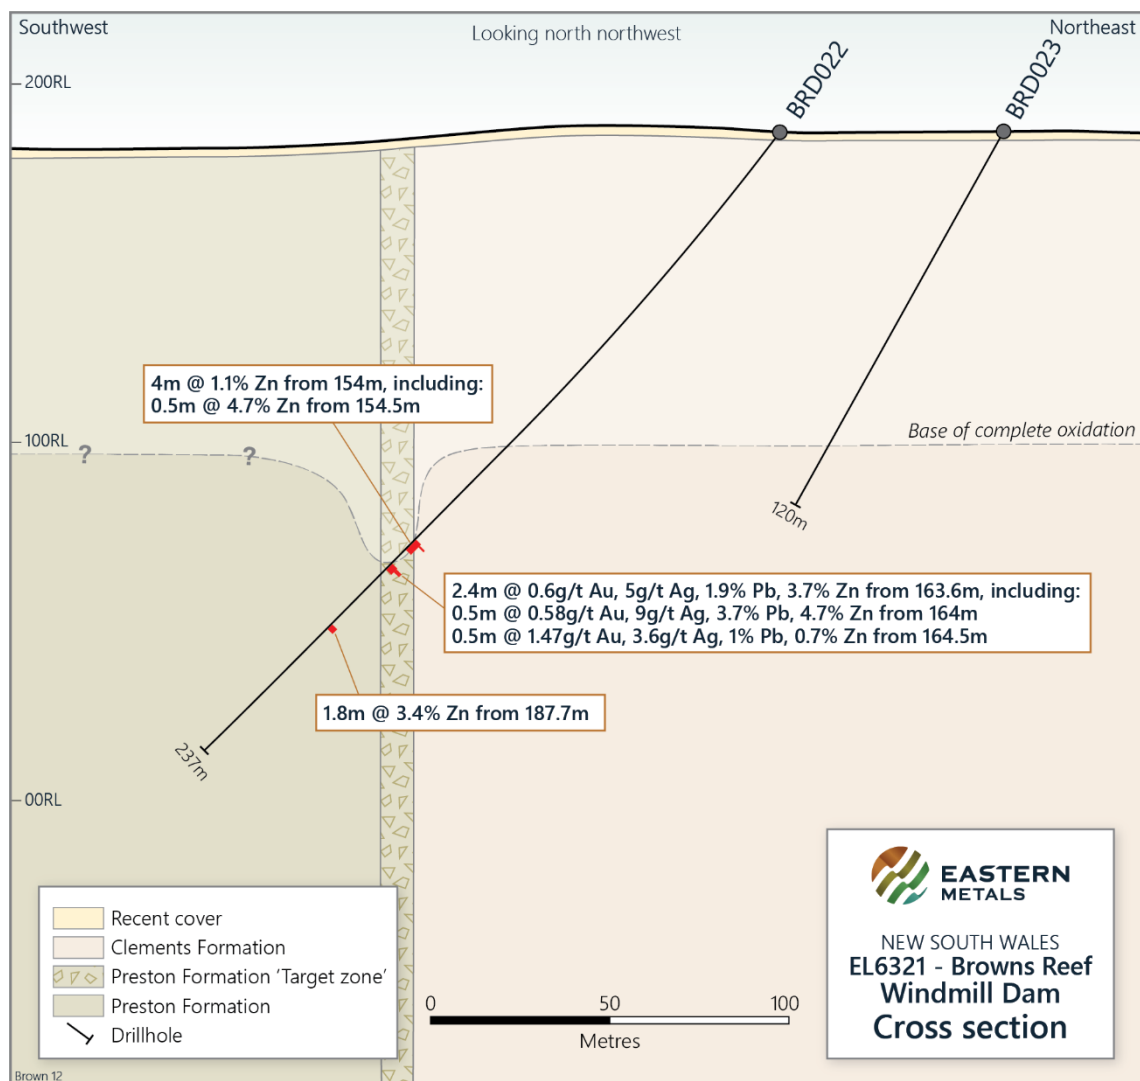 Southwest
Looking north northwest
Northeast
BRD022
BRD023
200RL
4m @ 1.1% Zn from 154m, including:
0.5m @ 4.7% Zn from 154.5m
100RL
?
?
Base of complete oxidation
120m
2.4m @ 0.6g/t Au, 5g/t Ag, 1.9% Pb, 3.7% Zn from 163.6m, including:
0.5m @ 0.58g/t Au, 9g/t Ag, 3.7% Pb, 4.7% Zn from 164m
0.5m @ 1.47g/t Au, 3.6g/t Ag, 1% Pb, 0.7% Zn from 164.5m
1.8m @ 3.4% Zn from 187.7m
237m
00RL
Recent cover
Clements Formation
Preston Formation ‘Target zone’
Preston Formation
Drillhole
0 50 100
Metres
EASTERN
METALS
NEW SOUTH WALES
EL6321 - Browns Reef
Windmill Dam
Cross section
Brown 12